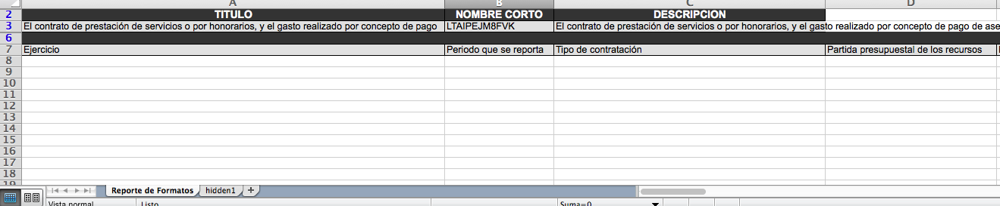 A B C D
2 TITULO NOMBRE CORTO DESCRIPCION
3 El contrato de prestación de servicios o por honorarios, y el gasto realizado por concepto de pago LTAIPEJM8FVK El contrato de prestación de servicios o por honorarios, y el gasto realizado por concepto de pago de ase
6
7 Ejercicio Periodo que se reporta Tipo de contratación Partida presupuestal de los recursos
8
9
10
11
12
13
14
15
16
17
18
19
Reporte de Formatos hidden1 +
Vista normal Listo Suma=0